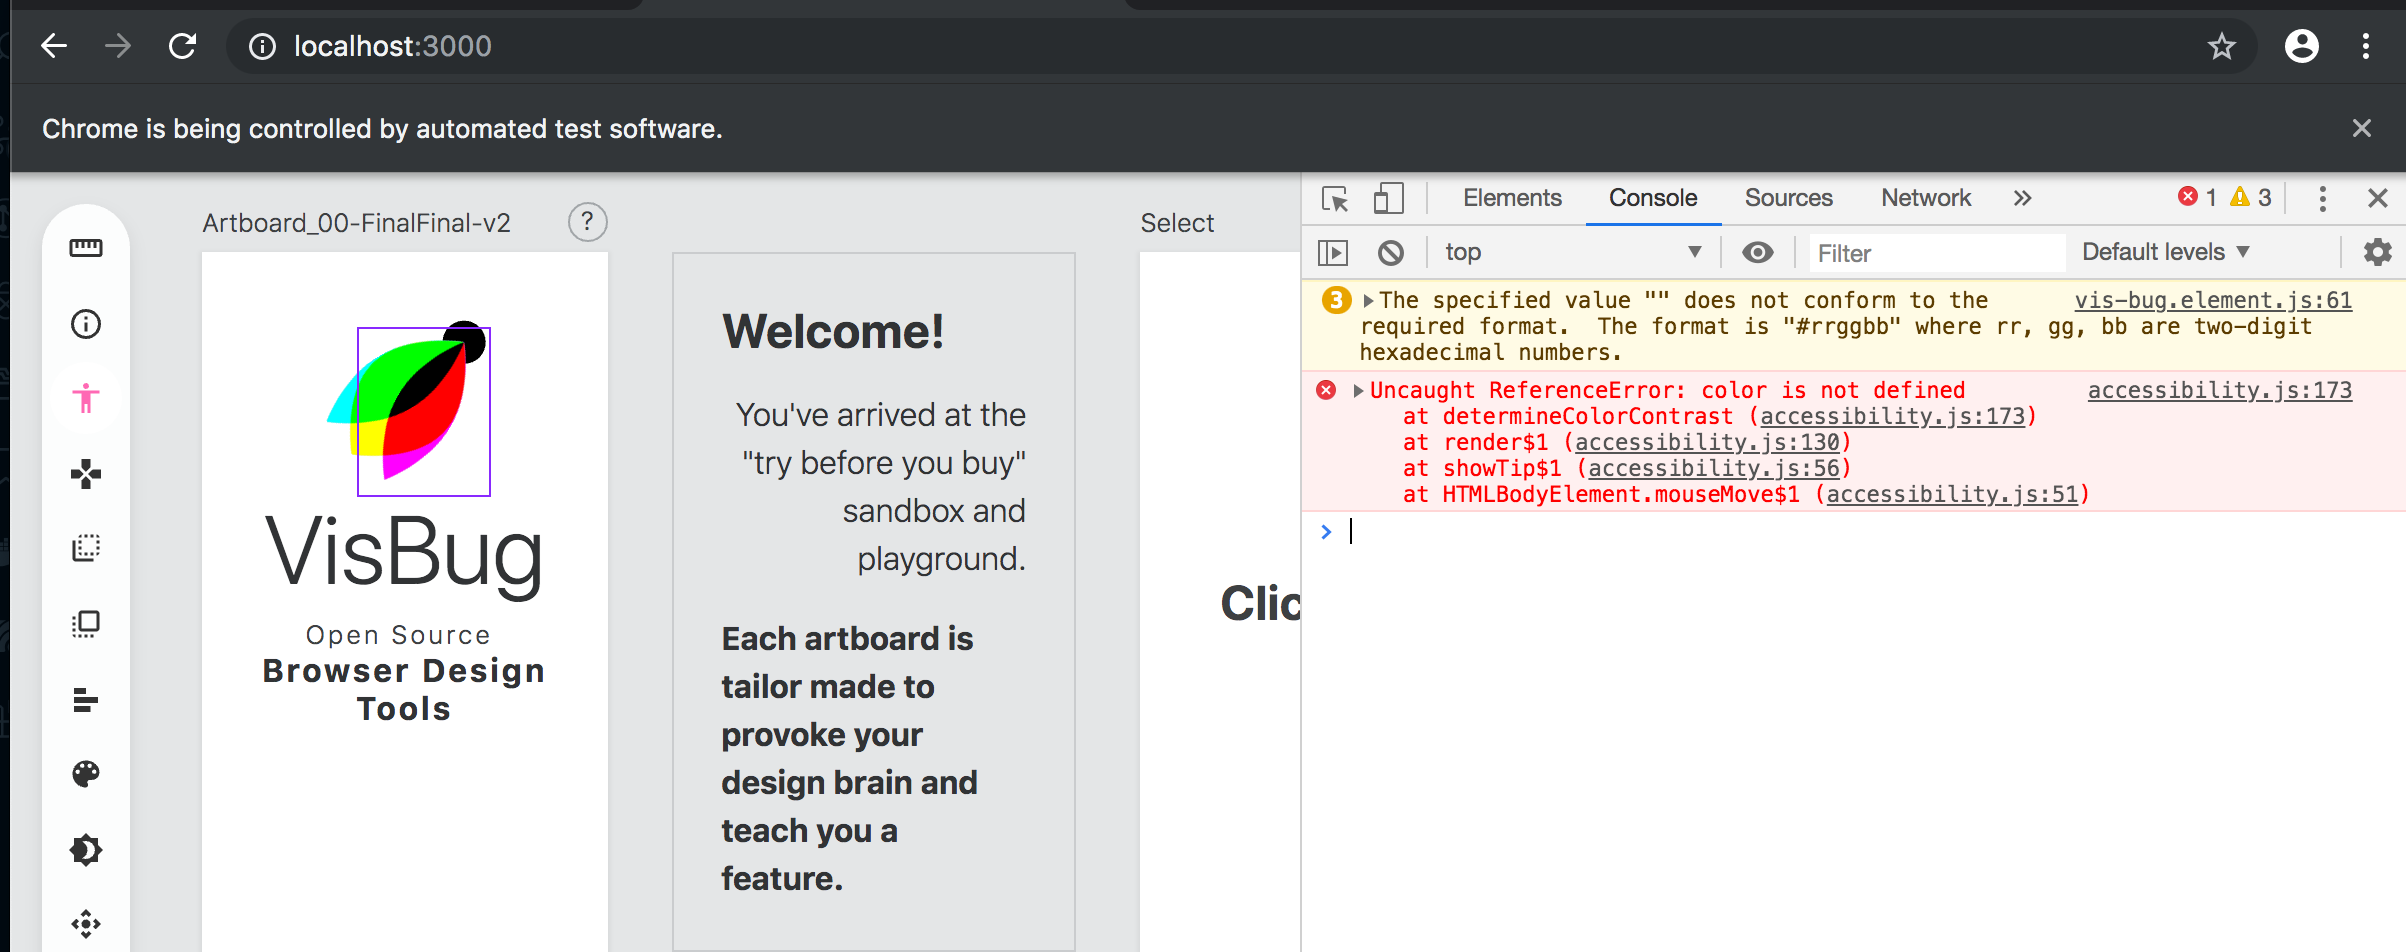 localhost:3000
Chrome is being controlled by automated test software.
Artboard_00-FinalFinal-v2
?
VisBug
Open Source
Browser Design
Tools
Welcome!
You've arrived at the
"try before you buy"
sandbox and
playground.
Each artboard is
tailor made to
provoke your
design brain and
teach you a
feature.
Select
Clic
Elements Console Sources Network » 1 3
top Filter Default levels
3 The specified value "" does not conform to the vis-bug.element.js:61
required format.  The format is "#rrggbb" where rr, gg, bb are two-digit
hexadecimal numbers.
Uncaught ReferenceError: color is not defined accessibility.js:173
at determineColorContrast (accessibility.js:173)
at render$1 (accessibility.js:130)
at showTip$1 (accessibility.js:56)
at HTMLBodyElement.mouseMove$1 (accessibility.js:51)